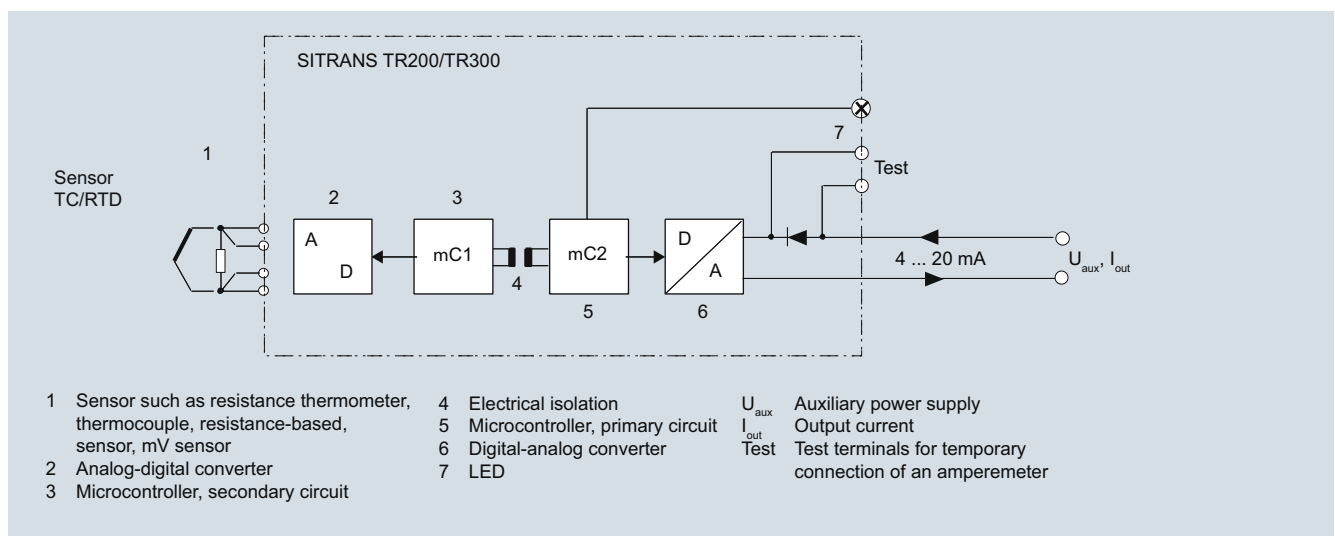 SITRANS TR200/TR300
7
1
Test
Sensor
TC/RTD
2
3
A
D
mC1
mC2
D
A
4 ... 20 mA
Uaux, Iout
4
5
6
1 Sensor such as resistance thermometer,
thermocouple, resistance-based,
sensor, mV sensor
2 Analog-digital converter
3 Microcontroller, secondary circuit
4 Electrical isolation
5 Microcontroller, primary circuit
6 Digital-analog converter
7 LED
Uaux Auxiliary power supply
Iout Output current
Test Test terminals for temporary
connection of an amperemeter